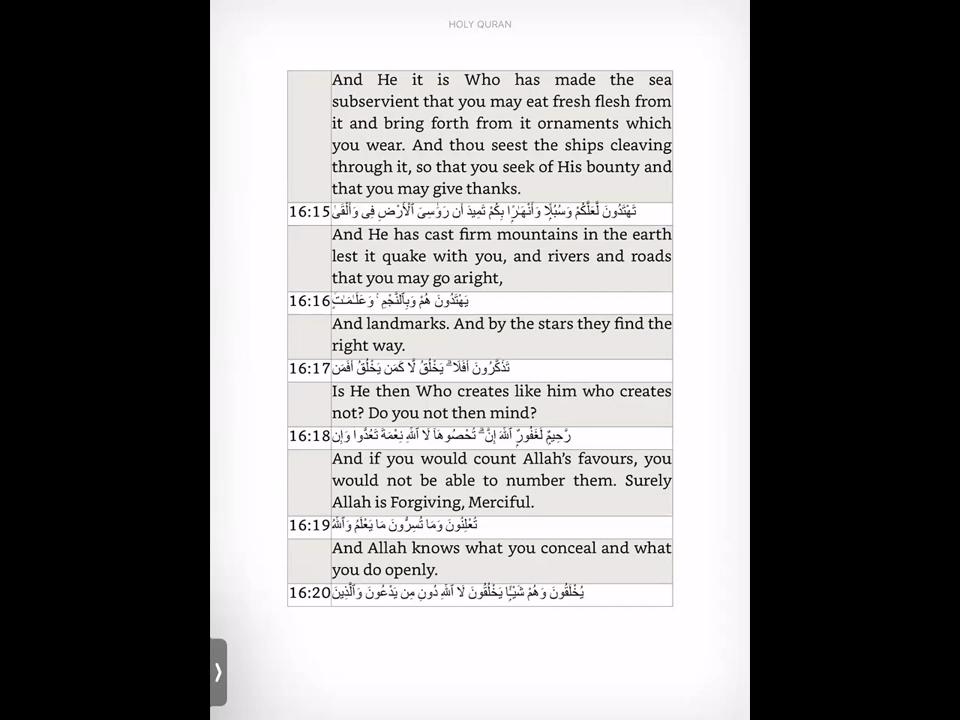 HOLY QURAN
And He it is Who has made the sea
subservient that you may eat fresh flesh from
it and bring forth from it ornaments which
you wear. And thou seest the ships cleaving
through it, so that you seek of His bounty and
that you may give thanks.
16:15 تَهْتَدُونَ لَّعَلَّكُمْ وَسُبُلًا وَأَنْهَـٰرًا بِكُمْ تَمِيدَ أَن رَوَٰسِىَ ٱلْأَرْضِ فِى وَأَلْقَىٰ
And He has cast firm mountains in the earth
lest it quake with you, and rivers and roads
that you may go aright,
16:16 يَهْتَدُونَ هُمْ وَبِٱلنَّجْمِ ۚ وَعَلَـٰمَـٰتٍ
And landmarks. And by the stars they find the
right way.
16:17 تَذَكَّرُونَ أَفَلَا ۗ يَخْلُقُ لَّا كَمَن يَخْلُقُ أَفَمَن
Is He then Who creates like him who creates
not? Do you not then mind?
16:18 رَّحِيمٌ لَغَفُورٌ ٱللَّهَ إِنَّ ۗ تُحْصُوهَآ لَا ٱللَّهِ نِعْمَةَ تَعُدُّوا وَإِن
And if you would count Allah’s favours, you
would not be able to number them. Surely
Allah is Forgiving, Merciful.
16:19 تُعْلِنُونَ وَمَا تُسِرُّونَ مَا يَعْلَمُ وَٱللَّهُ
And Allah knows what you conceal and what
you do openly.
16:20 يُخْلَقُونَ وَهُمْ شَيْـًٔا يَخْلُقُونَ لَا ٱللَّهِ دُونِ مِن يَدْعُونَ وَٱلَّذِينَ